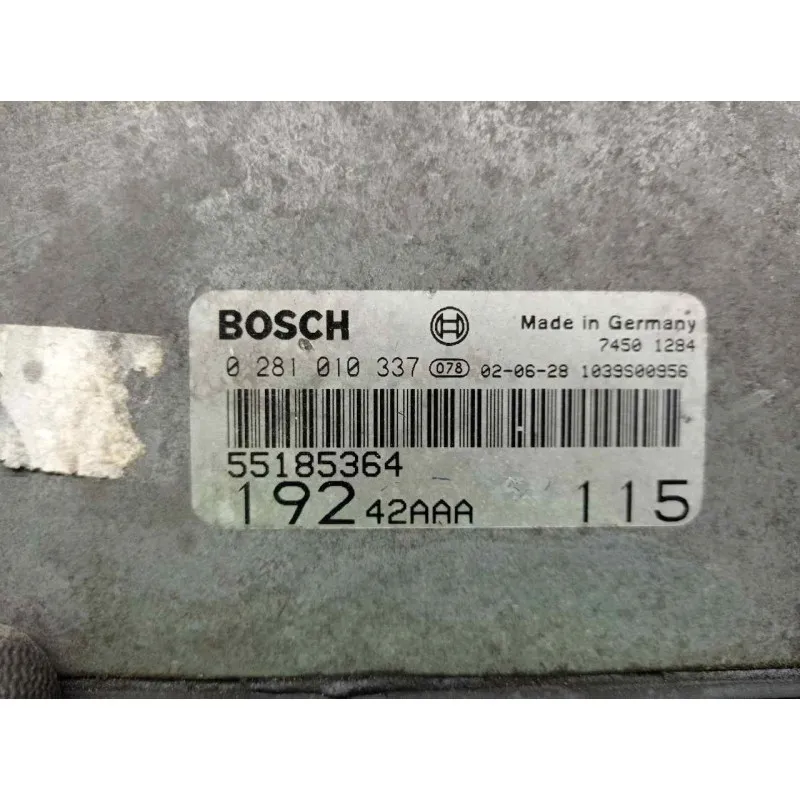 BOSCH Made in Germany
7450 1284
0 281 010 337 078 02-06-28 1039S00956
55185364
192 42AAA 115